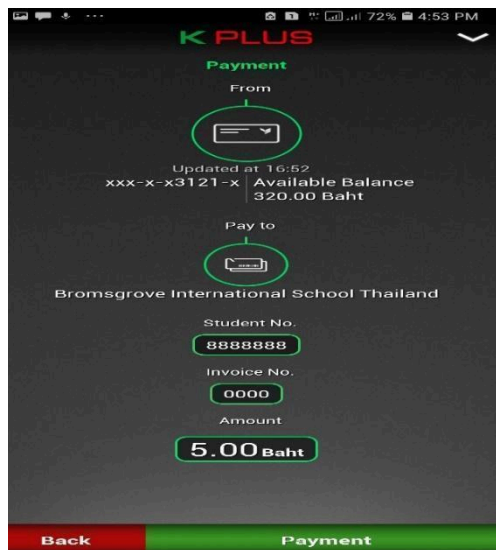 72% 4:53 PM
K PLUS
Payment
From
Updated at 16:52
xxx-x-x3121-x Available Balance
320.00 Baht
Pay to
Bromsgrove International School Thailand
Student No.
8888888
Invoice No.
0000
Amount
5.00 Baht
Back Payment